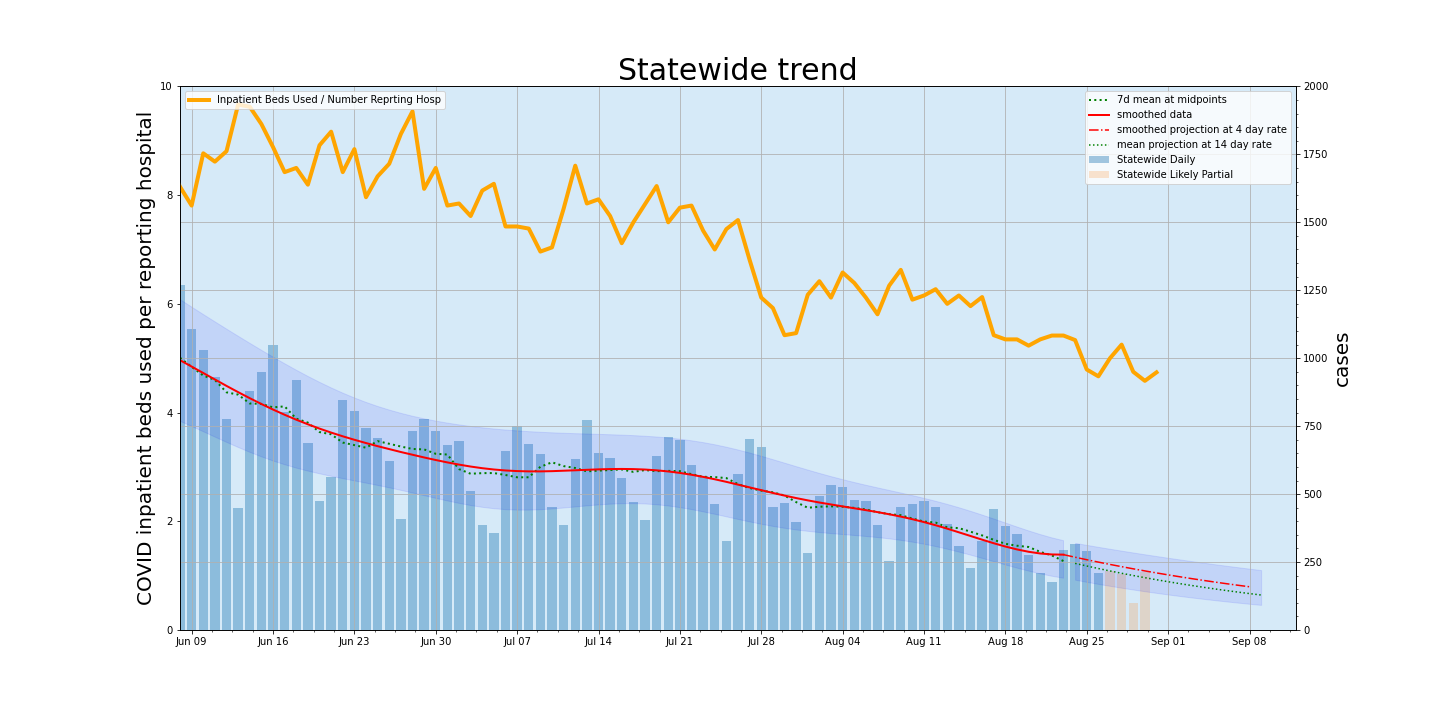 Statewide trend
COVID inpatient beds used per reporting hospital
10
8
6
4
2
0
Inpatient Beds Used / Number Reprting Hosp
7d mean at midpoints
smoothed data
smoothed projection at 4 day rate
mean projection at 14 day rate
Statewide Daily
Statewide Likely Partial
2000
1750
1500
1250
1000
750
500
250
0
cases
Jun 09 Jun 16 Jun 23 Jun 30 Jul 07 Jul 14 Jul 21 Jul 28 Aug 04 Aug 11 Aug 18 Aug 25 Sep 01 Sep 08